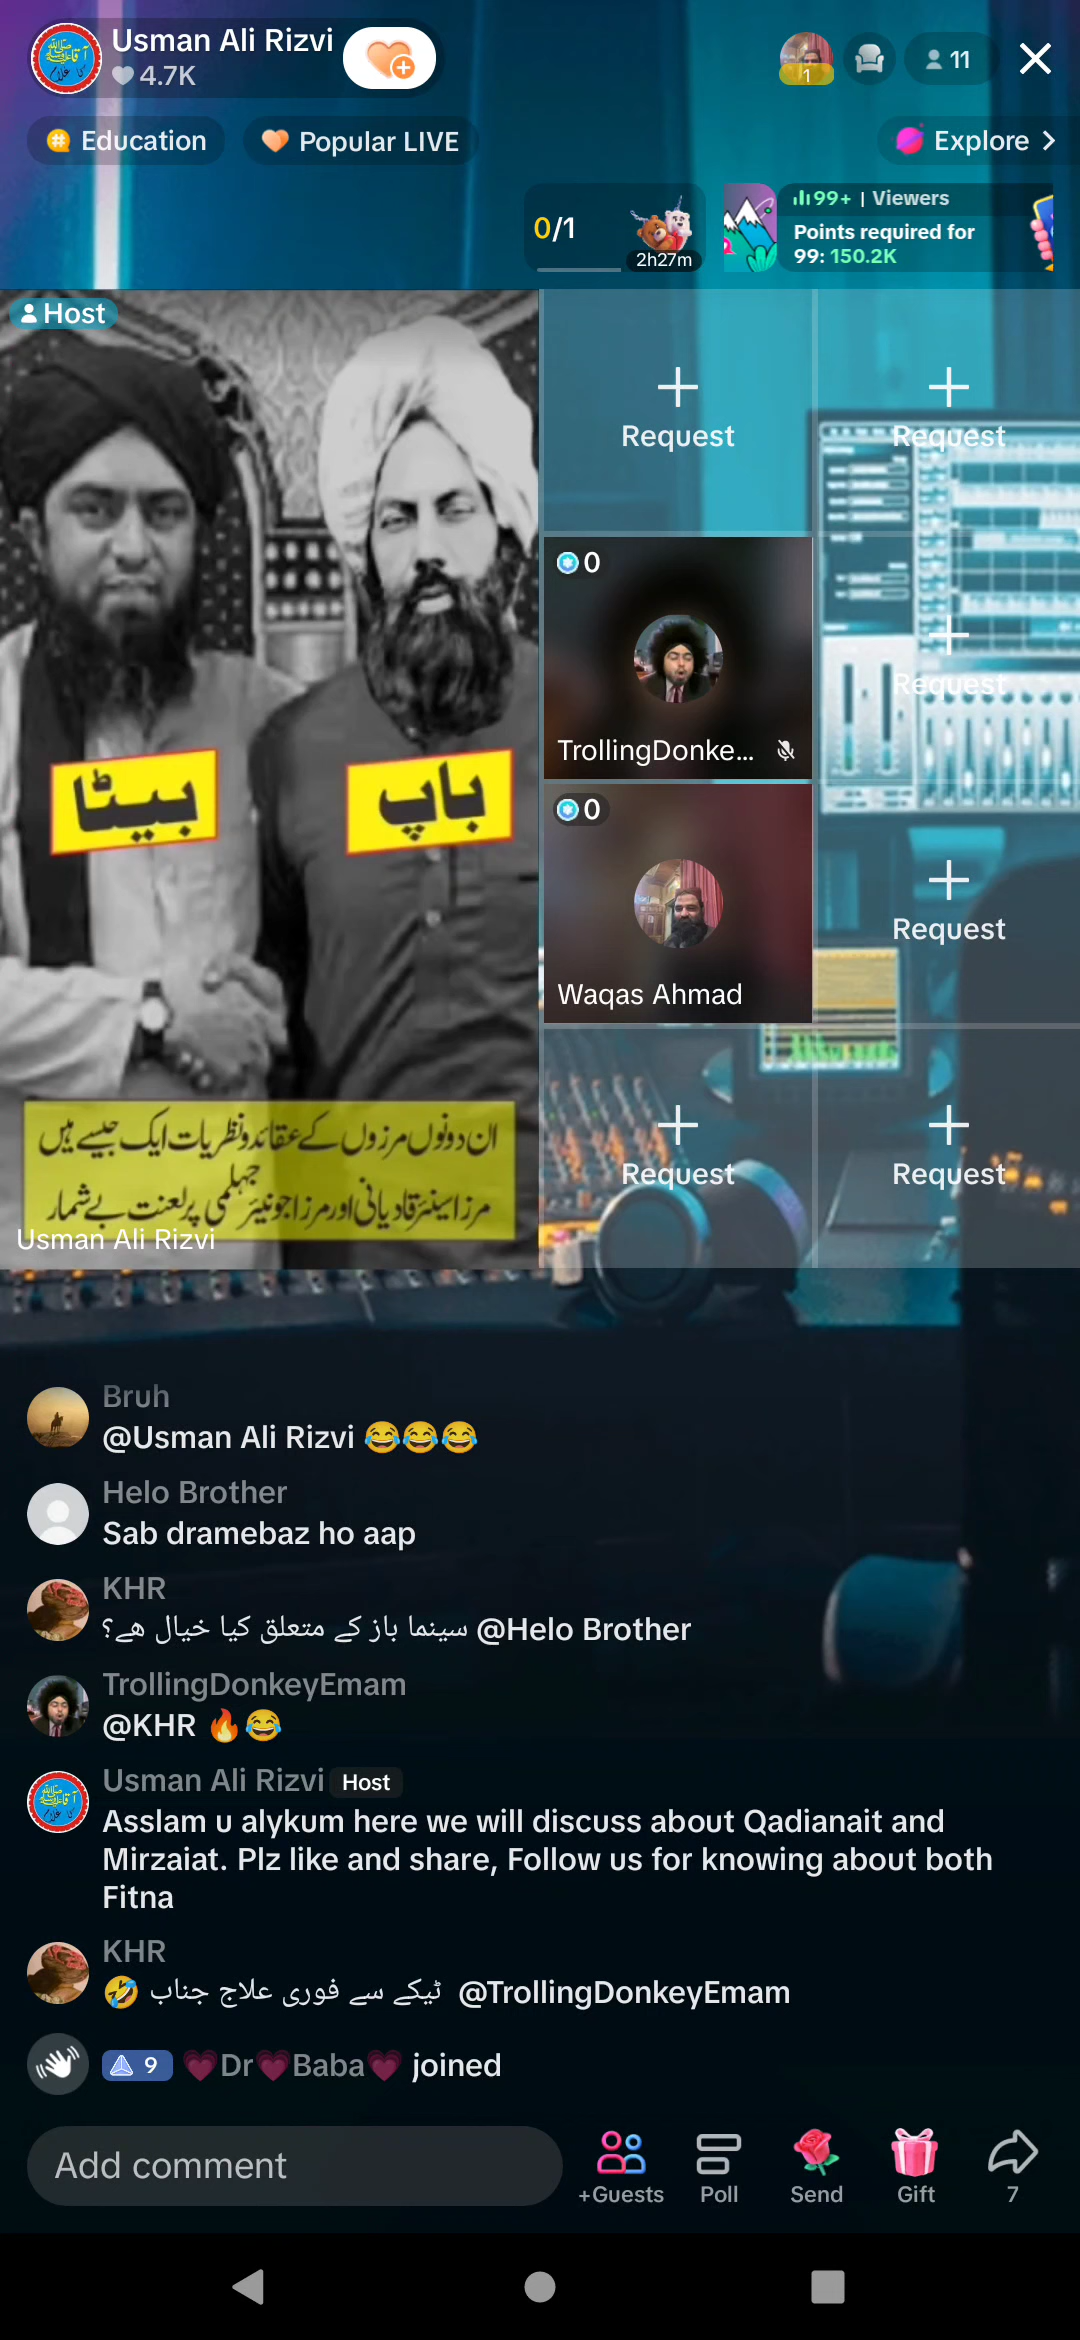 Usman Ali Rizvi
4.7K
1
11
Education
Popular LIVE
Explore
0/1
2h27m
99+ | Viewers
Points required for
99: 150.2K
Host
Request
Request
بیٹا
باپ
0
TrollingDonke...
Request
0
Waqas Ahmad
Request
ان دونوں مرزوں کے عقائد و نظریات ایک جیسے ہیں
مرزا سینئر قادیانی اور مرزا جونیئر جہلمی پر لعنت بے شمار
Usman Ali Rizvi
Request
Request
Bruh
@Usman Ali Rizvi 😂😂😂
Helo Brother
Sab dramebaz ho aap
KHR
سینما باز کے متعلق کیا خیال ھے؟ @Helo Brother
TrollingDonkeyEmam
@KHR 🔥😂
Usman Ali Rizvi Host
Asslam u alykum here we will discuss about Qadianait and
Mirzaiat. Plz like and share, Follow us for knowing about both
Fitna
KHR
🤣 ٹیکے سے فوری علاج جناب @TrollingDonkeyEmam
9 💗Dr💗Baba💗 joined
Add comment
+Guests
Poll
Send
Gift
7